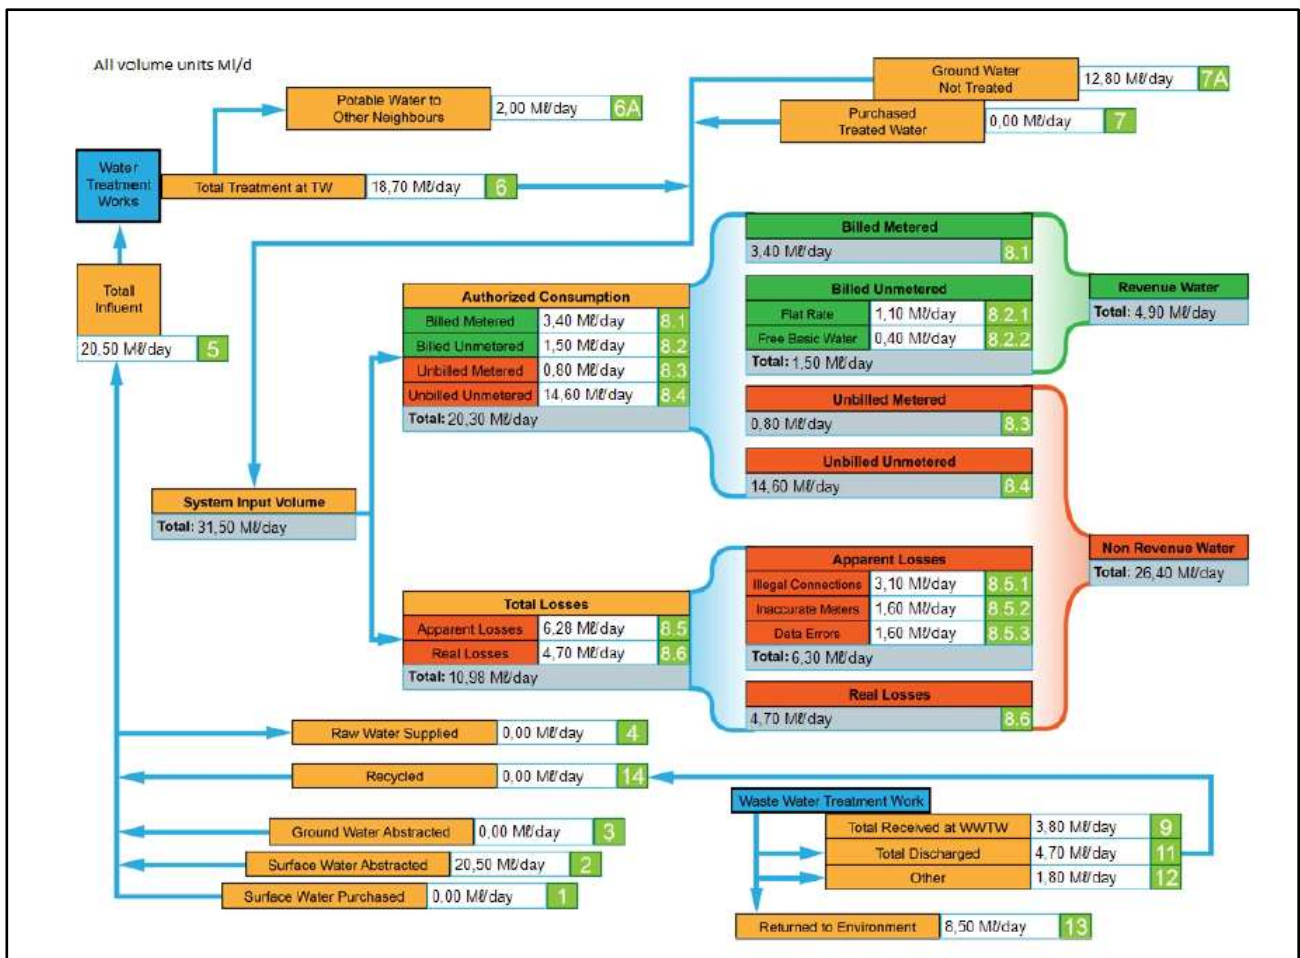 All volume units Ml/d
Potable Water to
Other Neighbours
2,00 Mℓ/day
6A
Ground Water
Not Treated
12,80 Mℓ/day
7A
Purchased
Treated Water
0,00 Mℓ/day
7
Water
Treatment
Works
Total Treatment at TW
18,70 Mℓ/day
6
Total
Influent
20,50 Mℓ/day
5
Authorized Consumption
Billed Metered
3,40 Mℓ/day
8.1
Billed Unmetered
1,50 Mℓ/day
8.2
Unbilled Metered
0,80 Mℓ/day
8.3
Unbilled Unmetered
14,60 Mℓ/day
8.4
Total: 20,30 Mℓ/day
Billed Metered
3,40 Mℓ/day
8.1
Billed Unmetered
Flat Rate
1,10 Mℓ/day
8.2.1
Free Basic Water
0,40 Mℓ/day
8.2.2
Total: 1,50 Mℓ/day
Revenue Water
Total: 4,90 Mℓ/day
Unbilled Metered
0,80 Mℓ/day
8.3
Unbilled Unmetered
14,60 Mℓ/day
8.4
System Input Volume
Total: 31,50 Mℓ/day
Non Revenue Water
Total: 26,40 Mℓ/day
Total Losses
Apparent Losses
6,28 Mℓ/day
8.5
Real Losses
4,70 Mℓ/day
8.6
Total: 10,98 Mℓ/day
Apparent Losses
Illegal Connections
3,10 Mℓ/day
8.5.1
Inaccurate Meters
1,60 Mℓ/day
8.5.2
Data Errors
1,60 Mℓ/day
8.5.3
Total: 6,30 Mℓ/day
Real Losses
4,70 Mℓ/day
8.6
Raw Water Supplied
0,00 Mℓ/day
4
Recycled
0,00 Mℓ/day
14
Ground Water Abstracted
0,00 Mℓ/day
3
Surface Water Abstracted
20,50 Mℓ/day
2
Surface Water Purchased
0,00 Mℓ/day
1
Waste Water Treatment Work
Total Received at WWTW
3,80 Mℓ/day
9
Total Discharged
4,70 Mℓ/day
11
Other
1,80 Mℓ/day
12
Returned to Environment
8,50 Mℓ/day
13